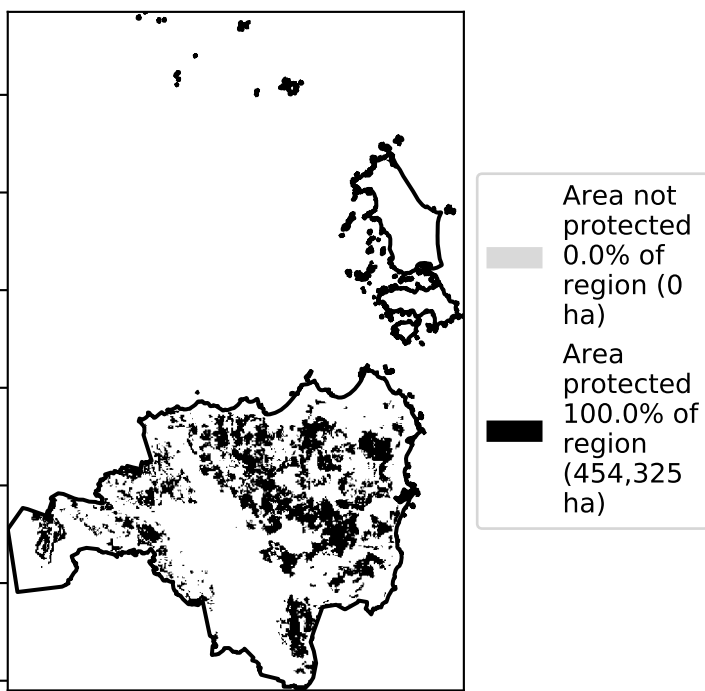 Area not
protected
0.0% of
region (0
ha)
Area
protected
100.0% of
region
(454,325
ha)